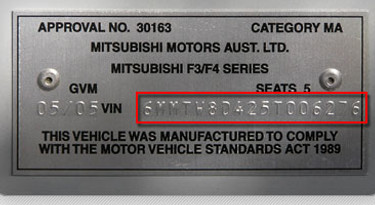 APPROVAL NO. 30163 CATEGORY MA
MITSUBISHI MOTORS AUST. LTD.
MITSUBISHI F3/F4 SERIES
GVM SEATS 5
05/05 VIN 6MMTW8DA25T006276
THIS VEHICLE WAS MANUFACTURED TO COMPLY
WITH THE MOTOR VEHICLE STANDARDS ACT 1989